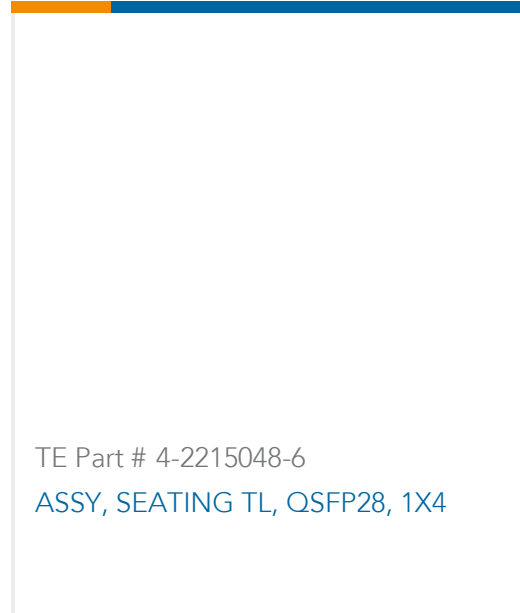 TE Part # 4-2215048-6
ASSY, SEATING TL, QSFP28, 1X4